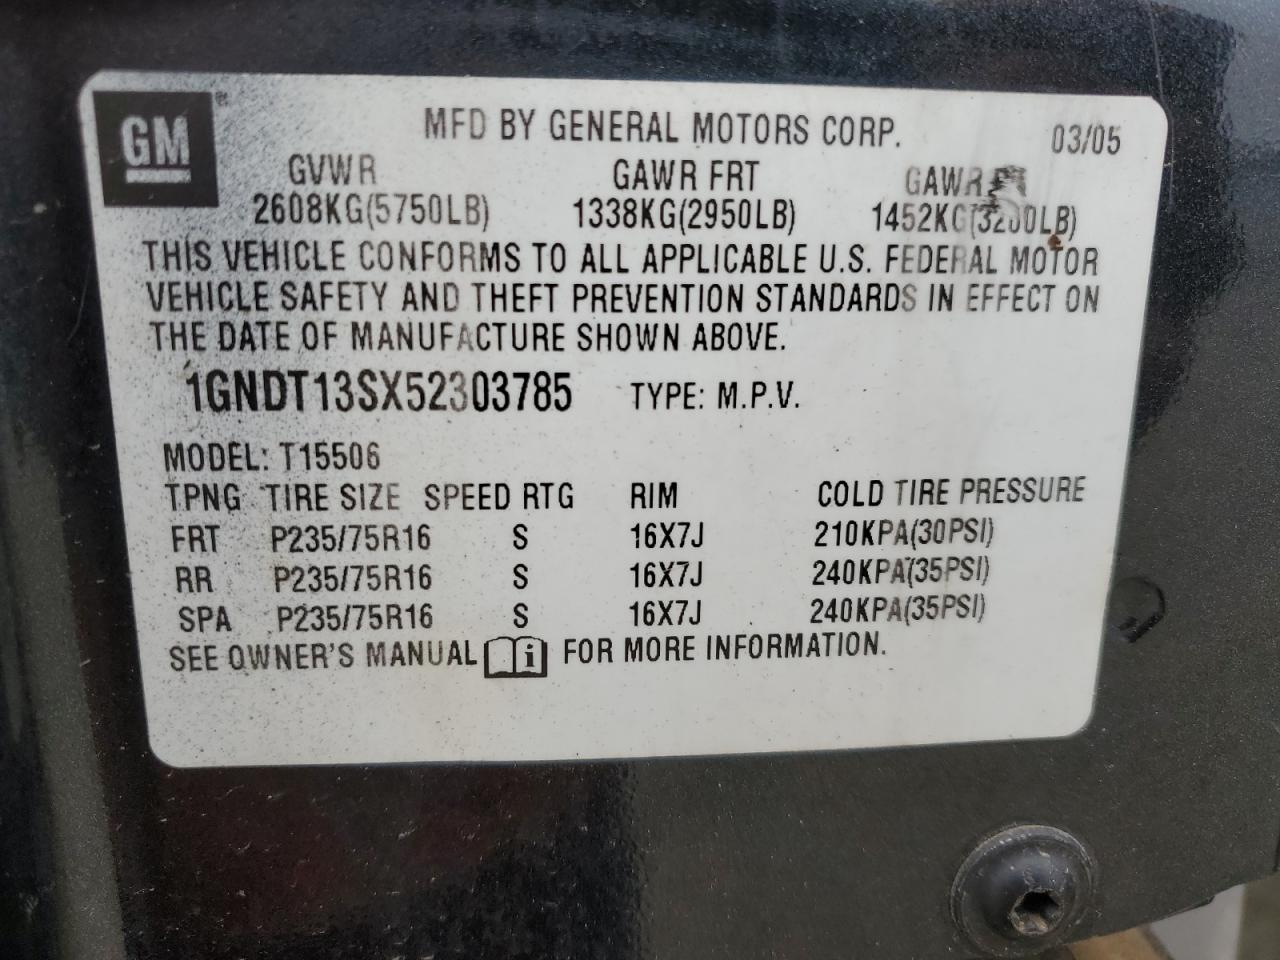 GM
MFD BY GENERAL MOTORS CORP. 03/05
GVWR GAWR FRT GAWR
2608KG(5750LB) 1338KG(2950LB) 1452KG(3200LB)
THIS VEHICLE CONFORMS TO ALL APPLICABLE U.S. FEDERAL MOTOR
VEHICLE SAFETY AND THEFT PREVENTION STANDARDS IN EFFECT ON
THE DATE OF MANUFACTURE SHOWN ABOVE.
1GNDT13SX52303785 TYPE: M.P.V.
MODEL: T15506
TPNG TIRE SIZE SPEED RTG RIM COLD TIRE PRESSURE
FRT P235/75R16 S 16X7J 210KPA(30PSI)
RR P235/75R16 S 16X7J 240KPA(35PSI)
SPA P235/75R16 S 16X7J 240KPA(35PSI)
SEE OWNER'S MANUAL i FOR MORE INFORMATION.